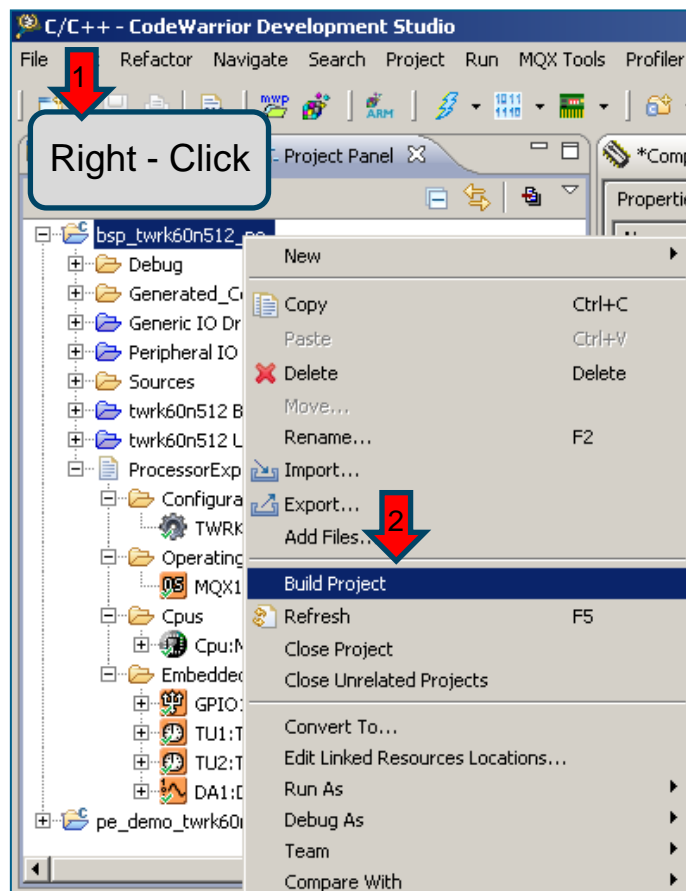 C/C++ - CodeWarrior Development Studio
File Refactor Navigate Search Project Run MQX Tools Profiler
1
Right - Click
Project Panel
*Comp
Properti
bsp_twrk60n512_pe
Debug
Generated_C
Generic IO Dr
Peripheral IO
Sources
twrk60n512 B
twrk60n512 U
ProcessorExp
Configura
TWRK
Operating
MQX1
Cpus
Cpu:M
Embedded
GPIO1
TU1:T
TU2:T
DA1:D
pe_demo_twrk60n
New
Copy Ctrl+C
Paste Ctrl+V
Delete Delete
Move...
Rename... F2
Import...
Export...
2
Add Files..
Build Project
Refresh F5
Close Project
Close Unrelated Projects
Convert To...
Edit Linked Resources Locations...
Run As
Debug As
Team
Compare With